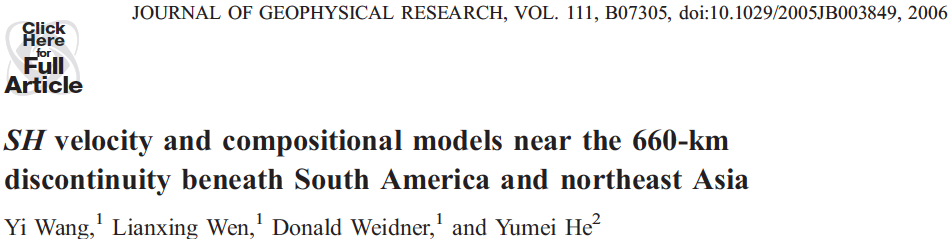 JOURNAL OF GEOPHYSICAL RESEARCH, VOL. 111, B07305, doi:10.1029/2005JB003849, 2006
Click
Here
for
Full
Article
SH velocity and compositional models near the 660-km
discontinuity beneath South America and northeast Asia
Yi Wang,¹ Lianxing Wen,¹ Donald Weidner,¹ and Yumei He²